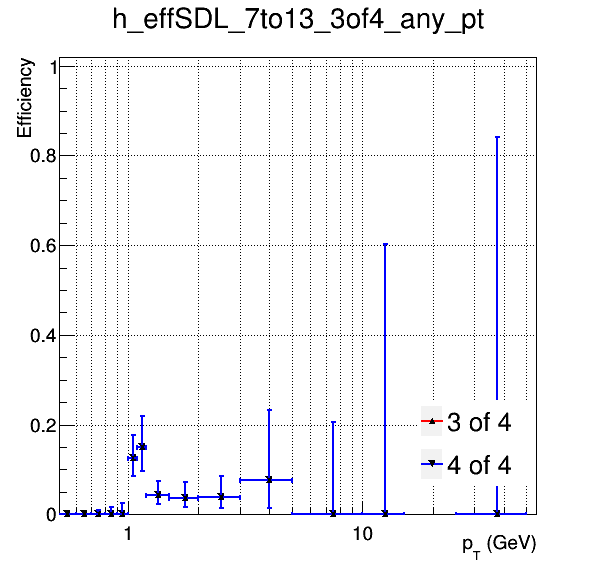 h_effSDL_7to13_3of4_any_pt
Efficiency
1
0.8
0.6
0.4
0.2
0
3 of 4
4 of 4
1
10
p_T (GeV)